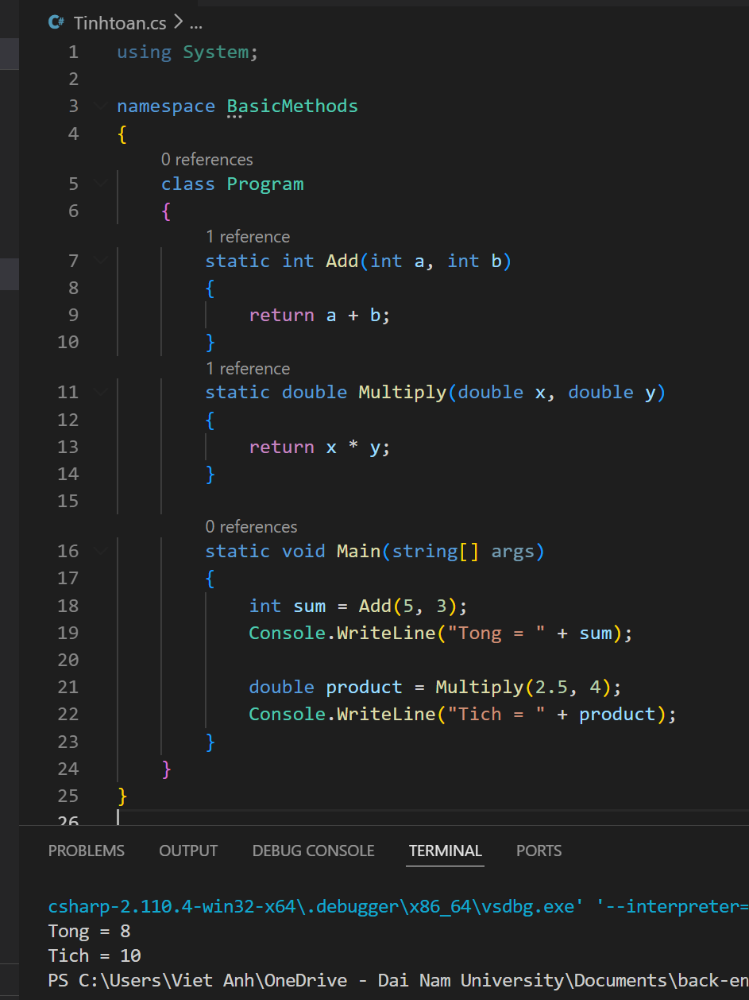 Tinhtoan.cs > ...
1 using System;
2
3 namespace BasicMethods
4 {
0 references
5 class Program
6 {
1 reference
7 static int Add(int a, int b)
8 {
9 return a + b;
10 }
1 reference
11 static double Multiply(double x, double y)
12 {
13 return x * y;
14 }
15
0 references
16 static void Main(string[] args)
17 {
18 int sum = Add(5, 3);
19 Console.WriteLine("Tong = " + sum);
20
21 double product = Multiply(2.5, 4);
22 Console.WriteLine("Tich = " + product);
23 }
24 }
25 }
26
PROBLEMS OUTPUT DEBUG CONSOLE TERMINAL PORTS
csharp-2.110.4-win32-x64\.debugger\x86_64\vsdbg.exe' '--interpreter=
Tong = 8
Tich = 10
PS C:\Users\Viet Anh\OneDrive - Dai Nam University\Documents\back-en